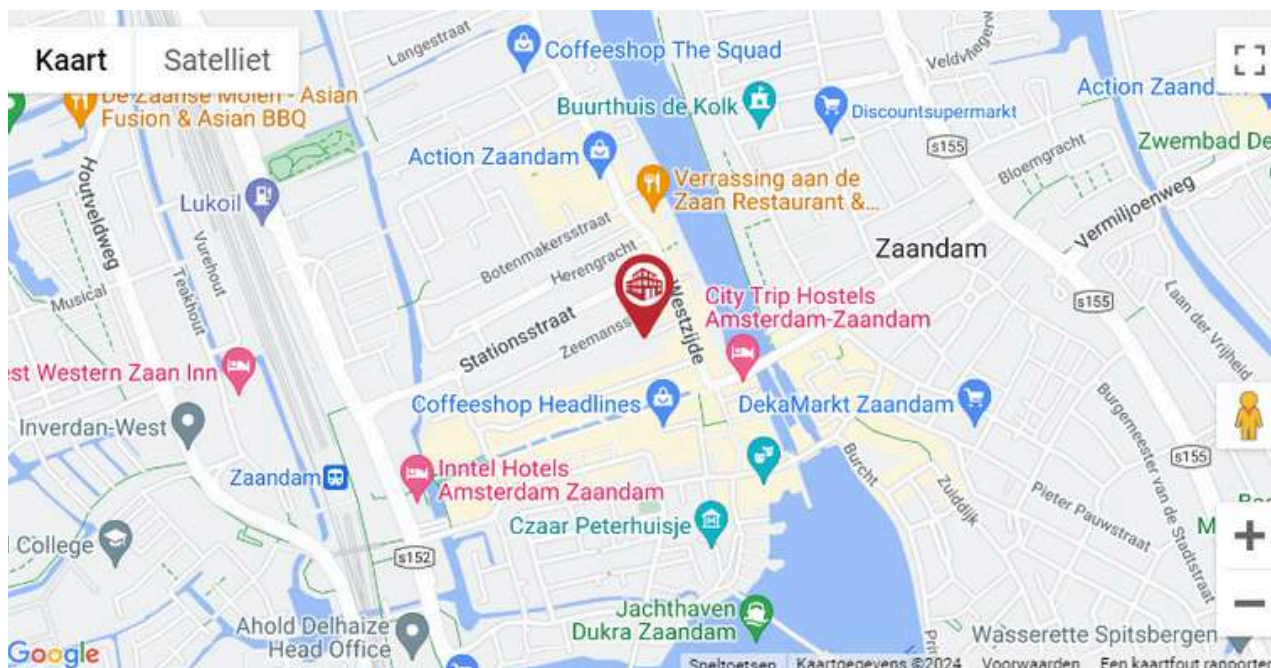 Kaart
Satelliet
Langestraat
Coffeeshop The Squad
Veldvliegerw
Action Zaand
De Zaanse Molen - Asian
Fusion & Asian BBQ
Buurthuis de Kolk
Discountsupermarkt
s155
Zwembad De
Action Zaandam
Bloemgracht
Houtveldweg
Lukoil
Verrassing aan de
Zaan Restaurant &...
Vermiljoenweg
Botenmakersstraat
Herengracht
Zaandam
Vurehout
Teakhout
Musical
s155
City Trip Hostels
Amsterdam-Zaandam
Westzijde
Stationsstraat
Zeemanss
Laan der Vrijheid
est Western Zaan Inn
Coffeeshop Headlines
DekaMarkt Zaandam
Inverdan-West
Burgemeester van de Stadtstraat
s155
Burcht
Zuiddijk
Zaandam
Inntel Hotels
Amsterdam Zaandam
Pieter Pauwstraat
Czaar Peterhuisje
M
l College
s152
Jachthaven
Dukra Zaandam
Ahold Delhaize
Head Office
Wasserette Spitsbergen
Google
Sneltoetsen
Kaartgegevens ©2024
Voorwaarden
Een kaartfout rapporteren